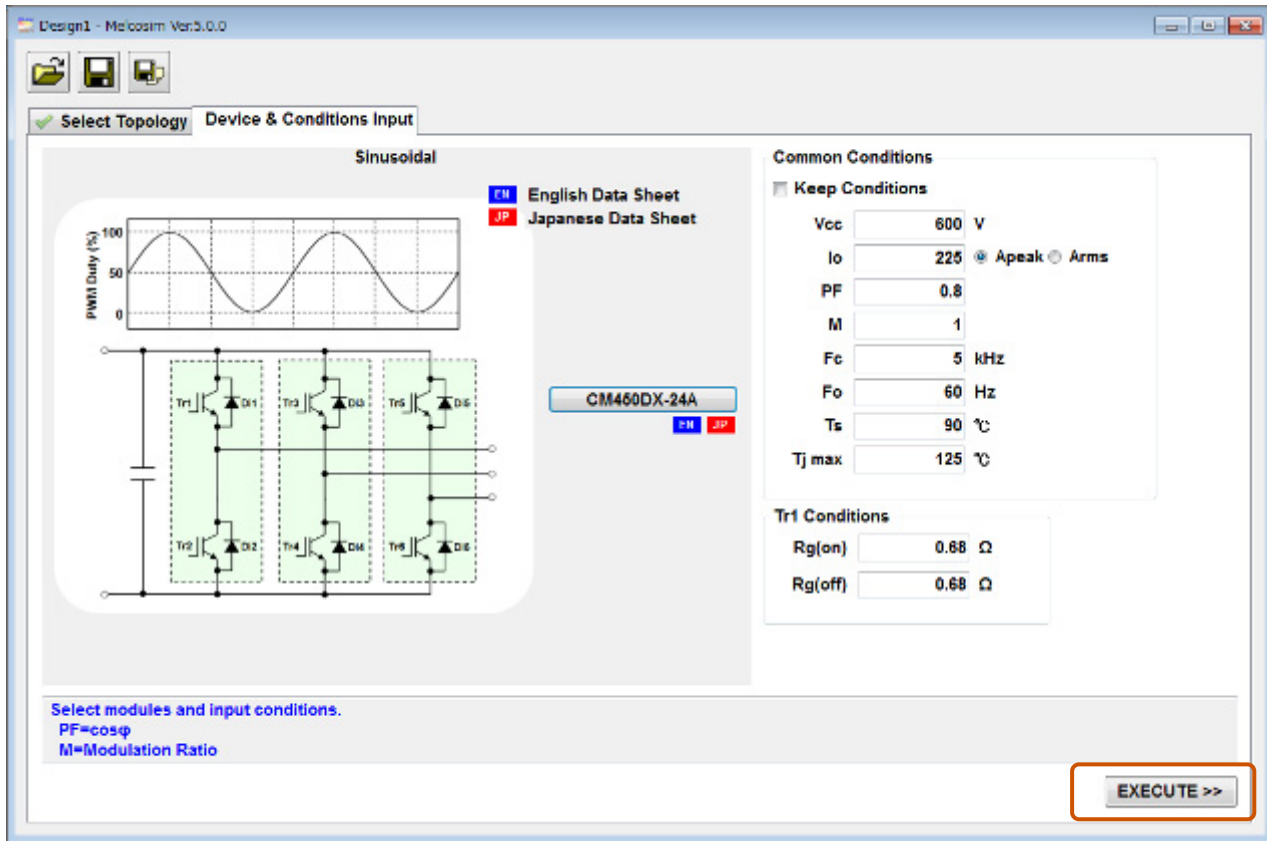 Design1 - Melcosim Ver.5.0.0
Select Topology
Device & Conditions Input
Sinusoidal
EN English Data Sheet
JP Japanese Data Sheet
PWM Duty (%)
100
50
0
Tr1 Di1 Tr3 Di3 Tr5 Di5
Tr2 Di2 Tr4 Di4 Tr6 Di6
CM450DX-24A
EN JP
Common Conditions
Keep Conditions
Vcc 600 V
Io 225 Apeak Arms
PF 0.8
M 1
Fc 5 kHz
Fo 60 Hz
Ts 90 ℃
Tj max 125 ℃
Tr1 Conditions
Rg(on) 0.68 Ω
Rg(off) 0.68 Ω
Select modules and input conditions.
PF=cosφ
M=Modulation Ratio
EXECUTE >>